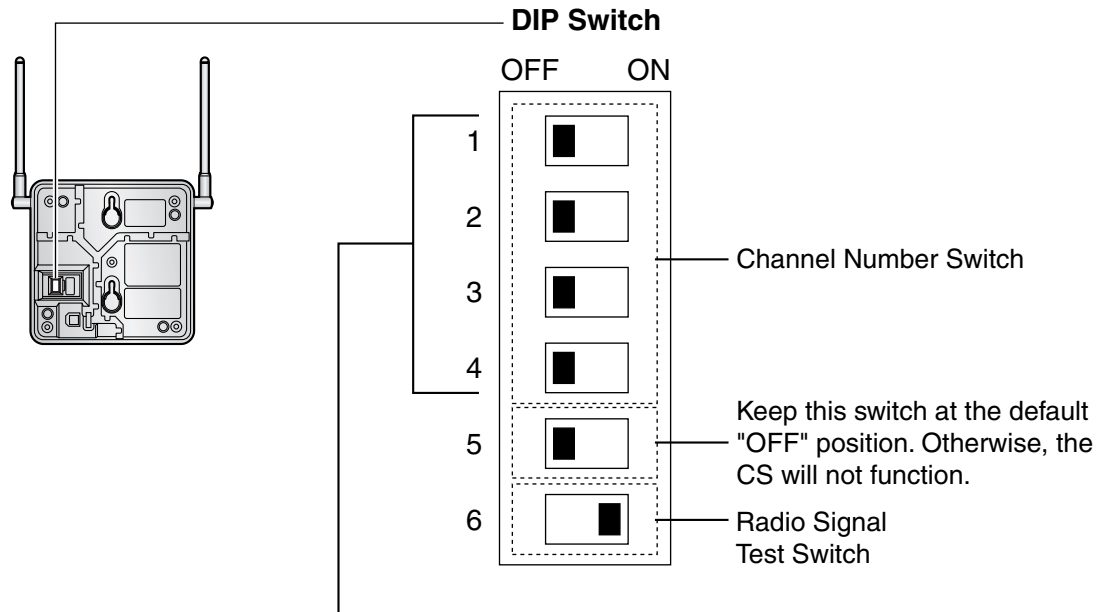 DIP Switch
OFF ON
1
2
3
Channel Number Switch
4
5
Keep this switch at the default
"OFF" position. Otherwise, the
CS will not function.
6
Radio Signal
Test Switch